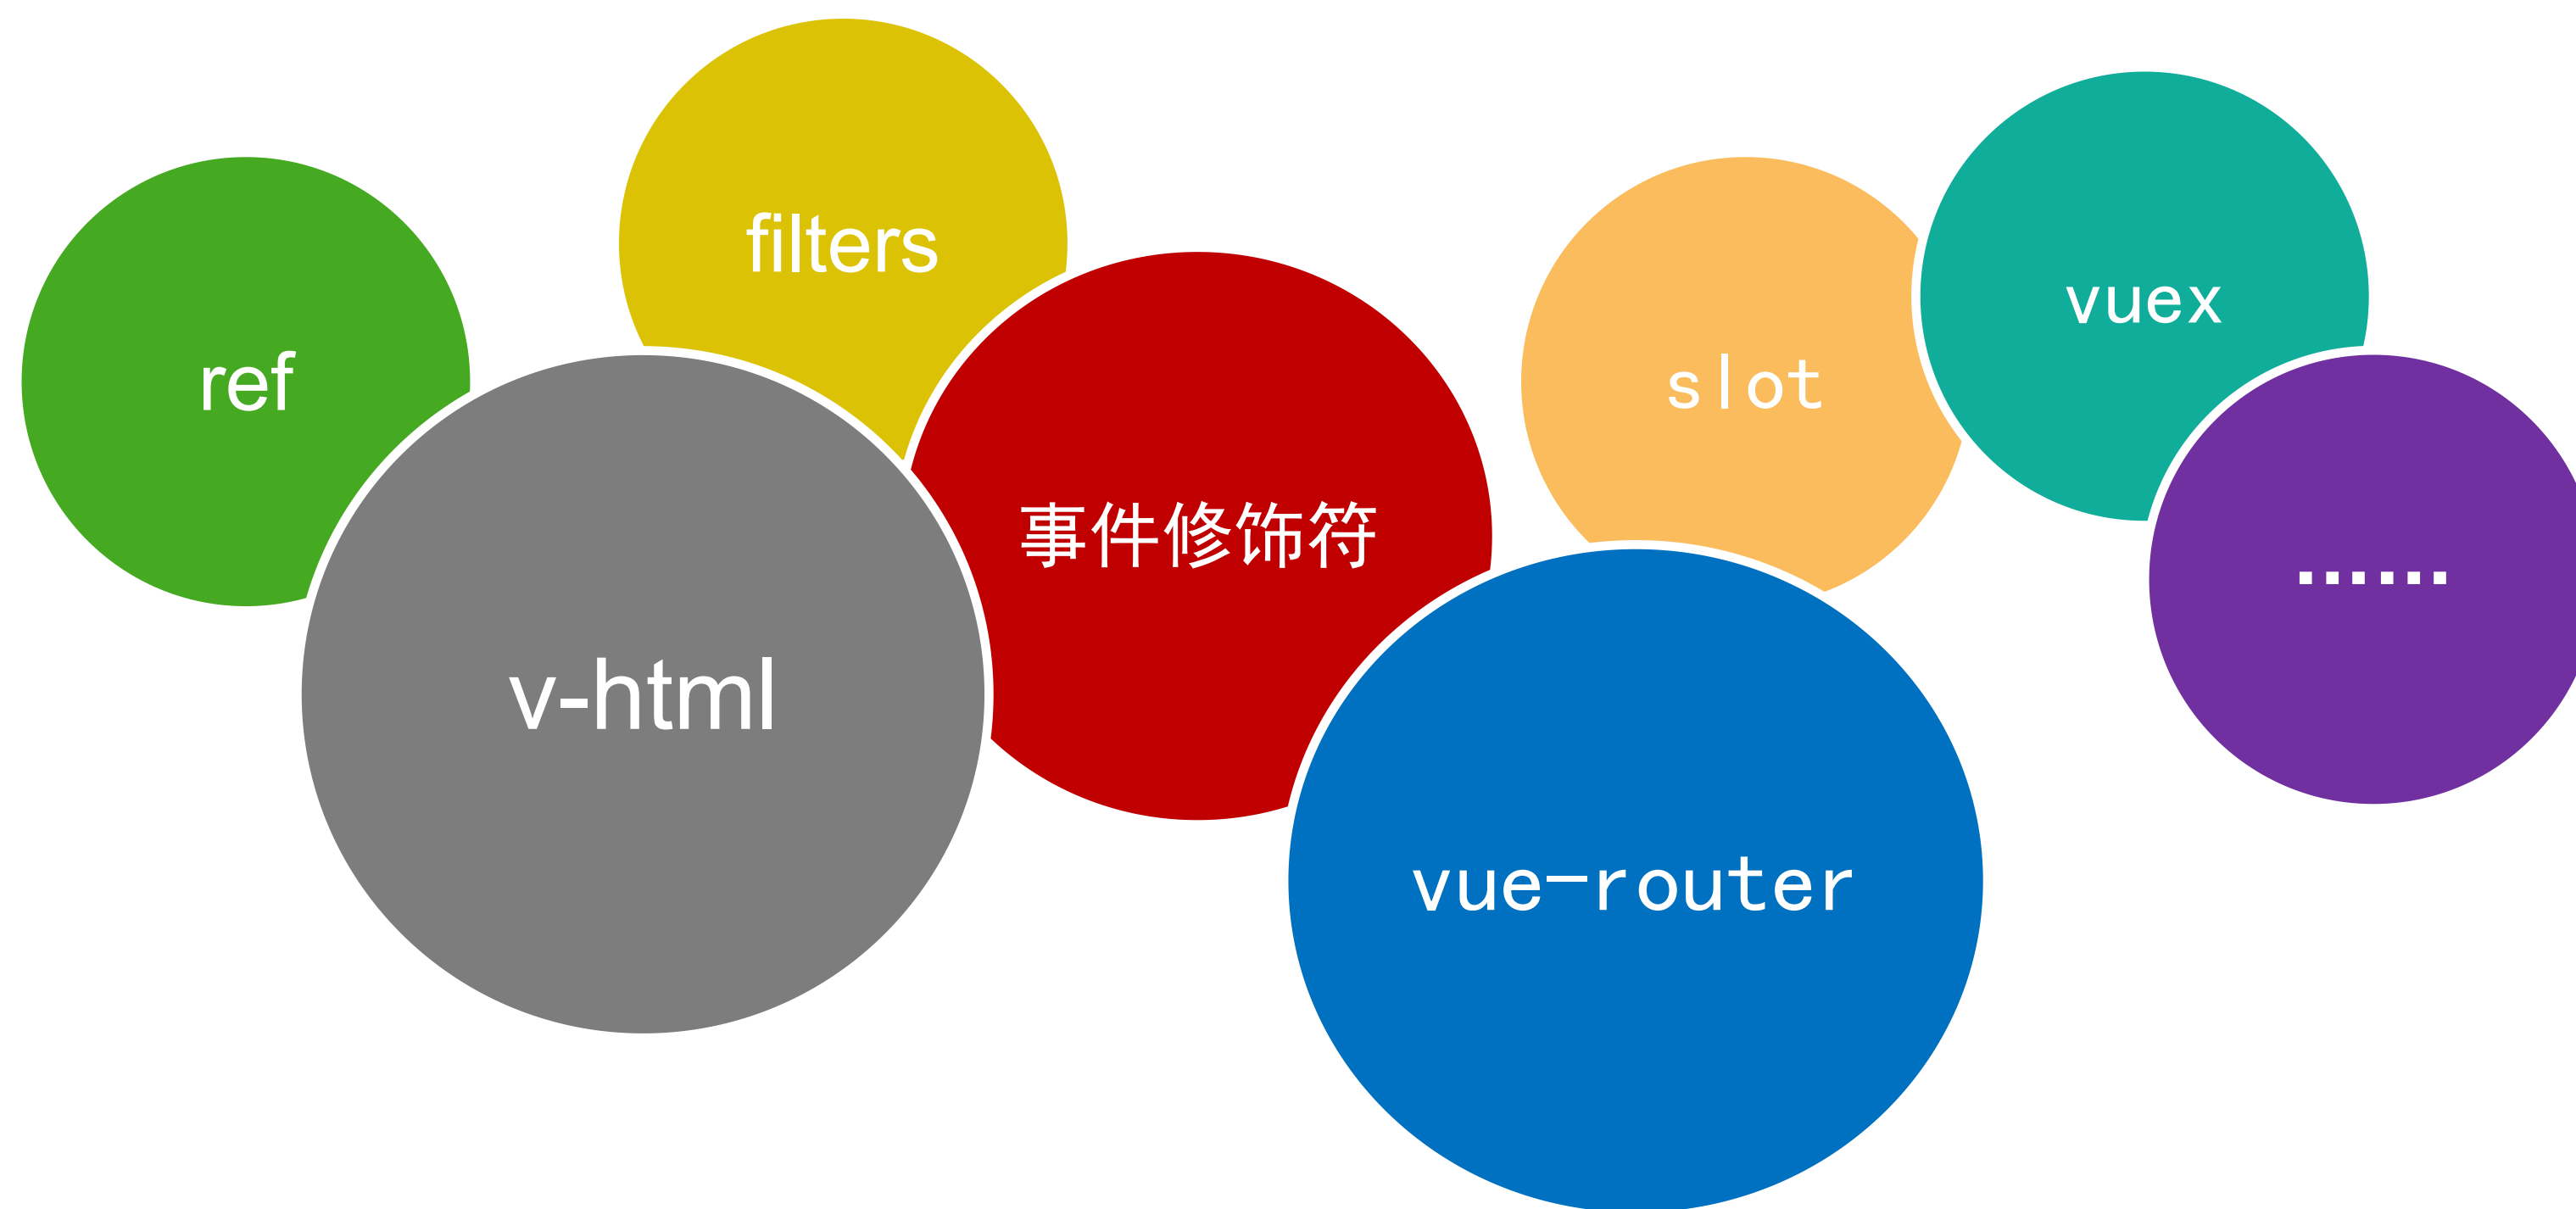 ref
filters
v-html
事件修饰符
slot
vue-router
vuex
……